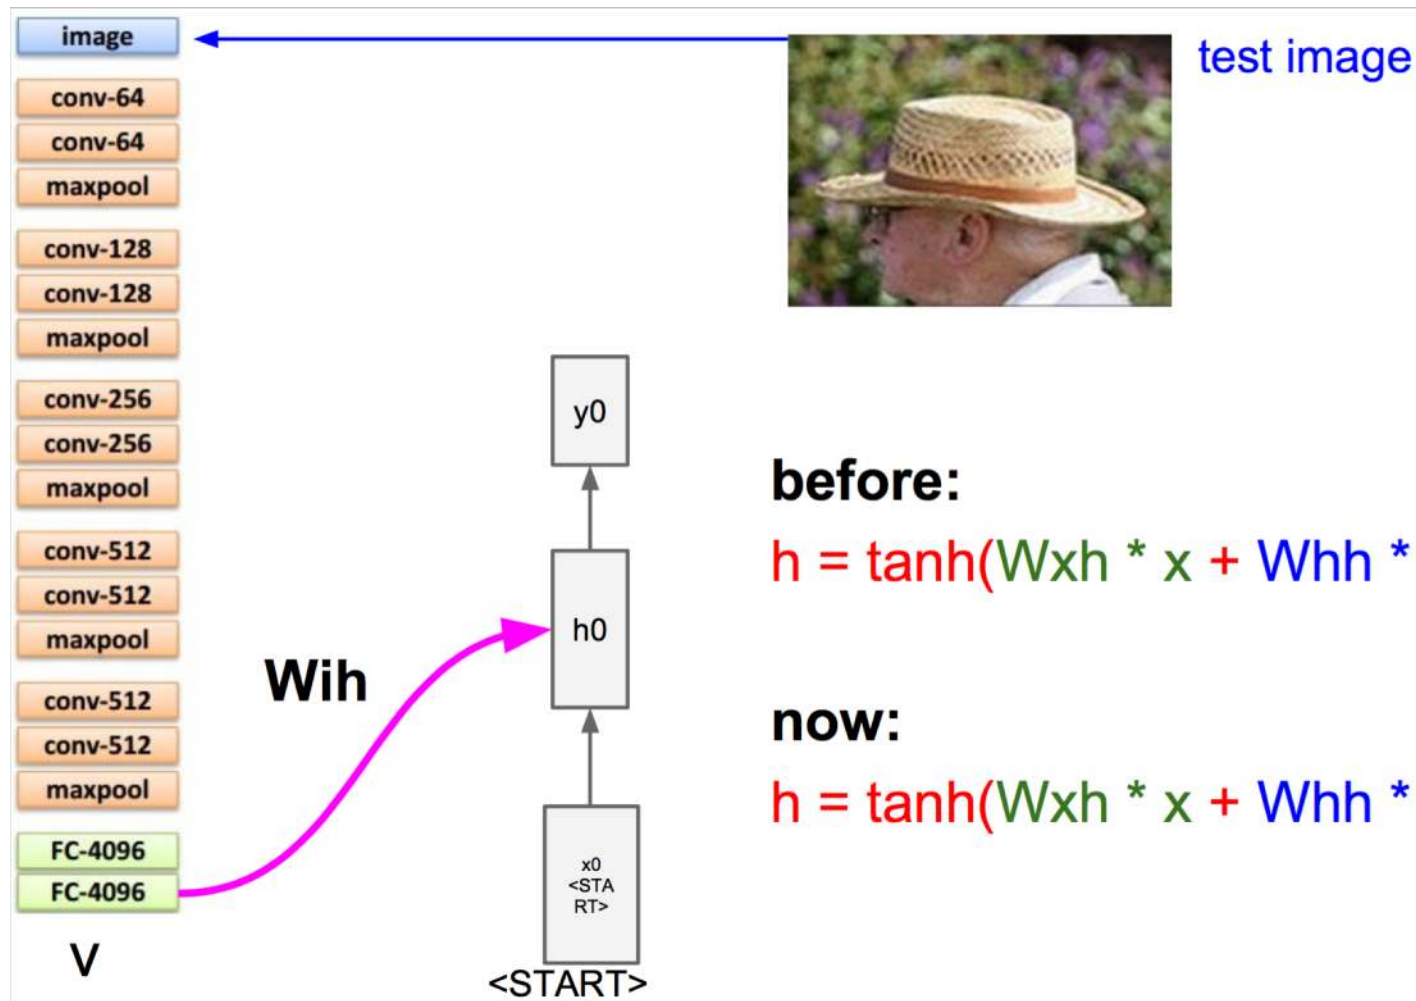 image
test image
conv-64
conv-64
maxpool
conv-128
conv-128
maxpool
conv-256
conv-256
maxpool
conv-512
conv-512
maxpool
conv-512
conv-512
maxpool
FC-4096
FC-4096
v
Wih
y0
h0
x0
<STA
RT>
<START>
before:
h = tanh(Wxh * x + Whh *
now:
h = tanh(Wxh * x + Whh *